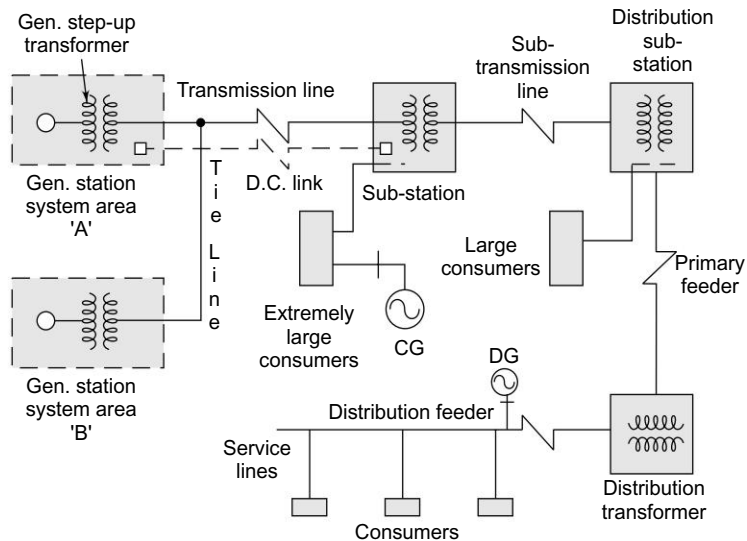 Gen. step-up
transformer
Distribution
sub-
station
Sub-
transmission
line
Transmission line
D.C. link
Sub-station
Gen. station
system area
'A'
Tie Line
Large
consumers
Primary
feeder
Extremely
large
consumers
CG
DG
Gen. station
system area
'B'
Distribution feeder
Service
lines
Consumers
Distribution
transformer